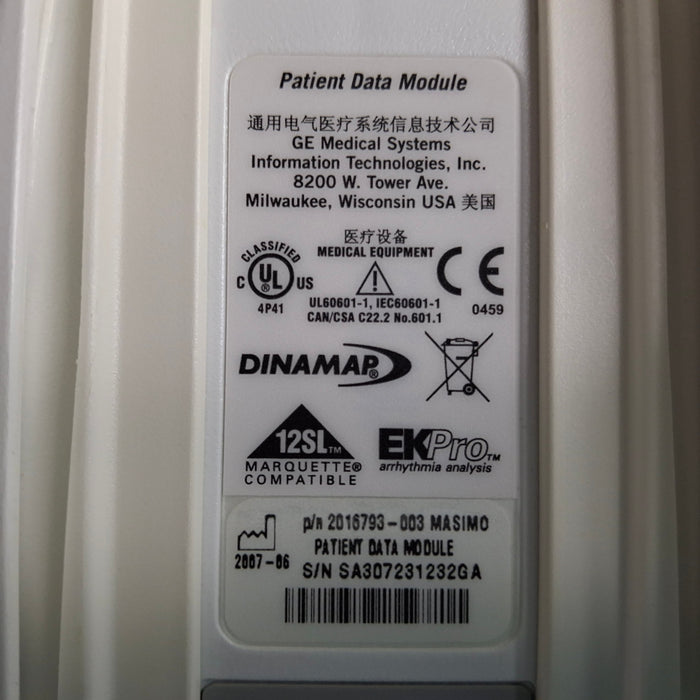 Patient Data Module
通用电气医疗系统信息技术公司
GE Medical Systems
Information Technologies, Inc.
8200 W. Tower Ave.
Milwaukee, Wisconsin USA 美国
医疗设备
MEDICAL EQUIPMENT
CLASSIFIED
C UL® US
4P41
UL60601-1, IEC60601-1
CAN/CSA C22.2 No.601.1
CE
0459
DINAMAP®
12SL™
MARQUETTE®
COMPATIBLE
EKPro™
arrhythmia analysis
p/n 2016793-003 MASIMO
PATIENT DATA MODULE
2007-06
S/N SA307231232GA